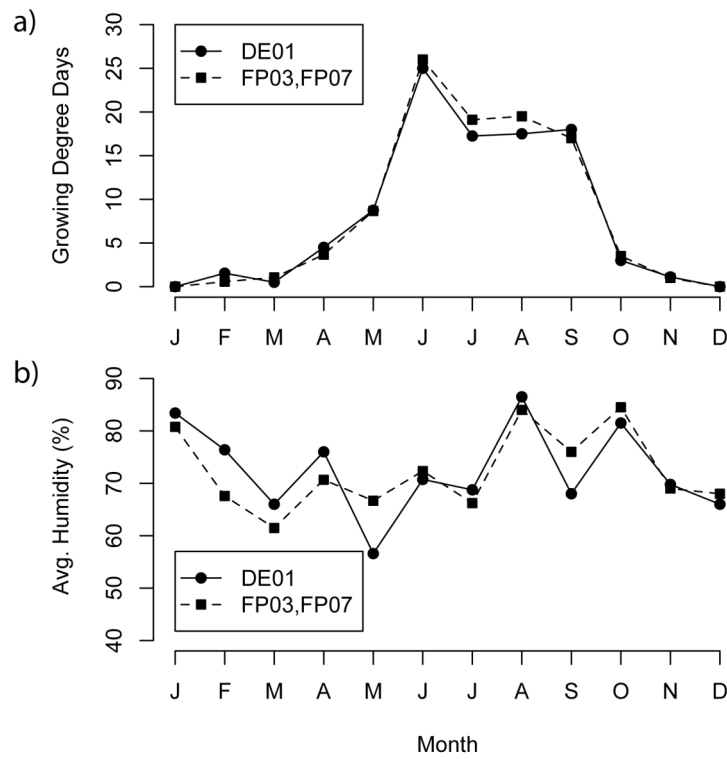 a)
Growing Degree Days
30
25
20
15
10
5
0
DE01
FP03,FP07
J F M A M J J A S O N D
b)
Avg. Humidity (%)
90
80
70
60
50
40
DE01
FP03,FP07
J F M A M J J A S O N D
Month